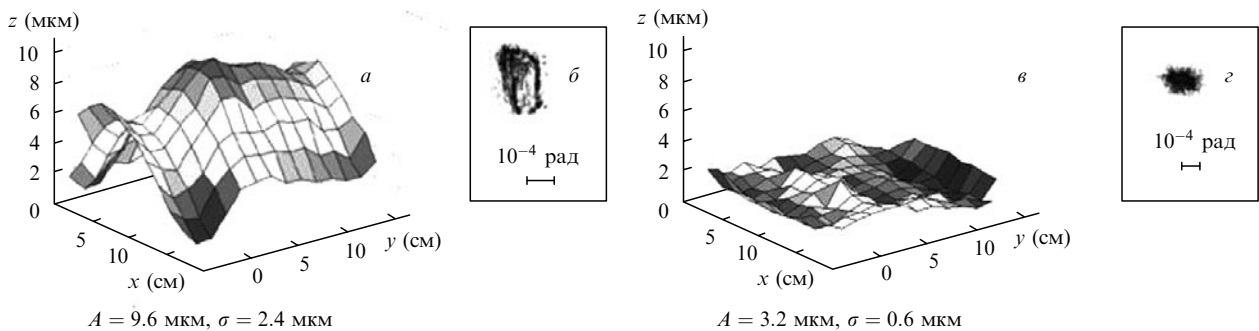 z (мкм)
10
8
6
4
2
0
5
10
x (см)
0
5
10
y (см)
а
б
10⁻⁴ рад
A = 9.6 мкм, σ = 2.4 мкм
z (мкм)
10
8
6
4
2
0
5
10
x (см)
0
5
10
y (см)
в
г
10⁻⁴ рад
A = 3.2 мкм, σ = 0.6 мкм